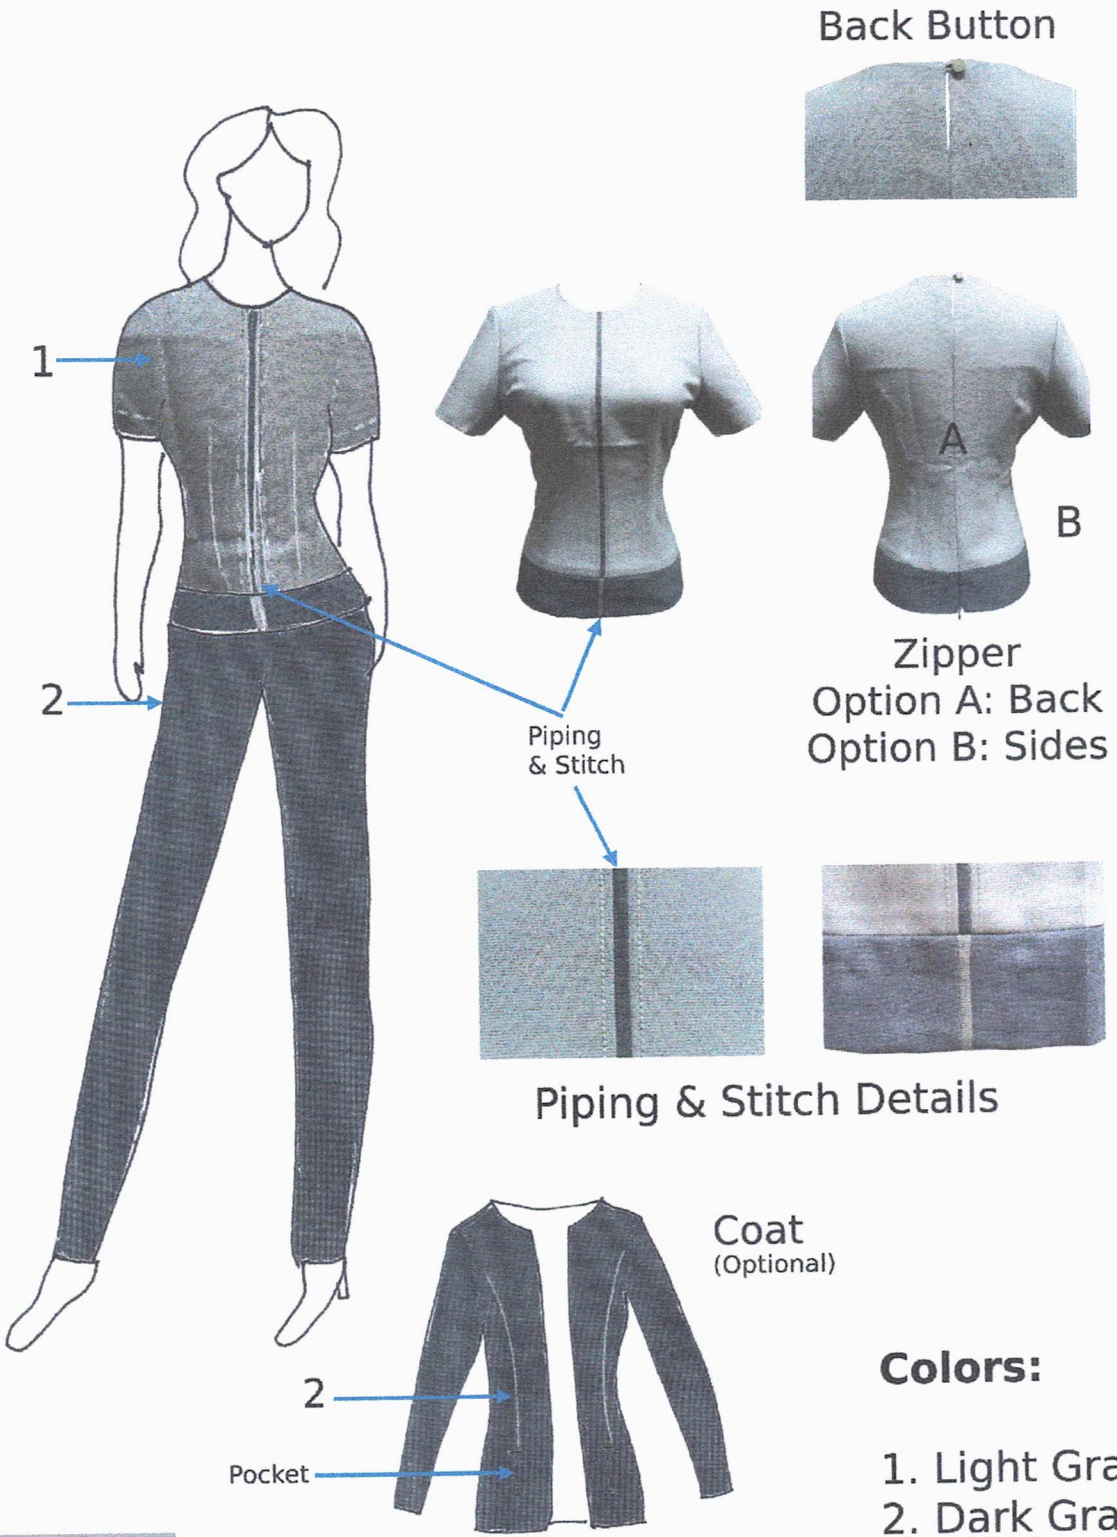 Back Button
1
A
B
Zipper
Option A: Back
Option B: Sides
2
Piping
& Stitch
Piping & Stitch Details
Coat
(Optional)
2
Pocket
Colors:
1. Light Gra
2. Dark Gra